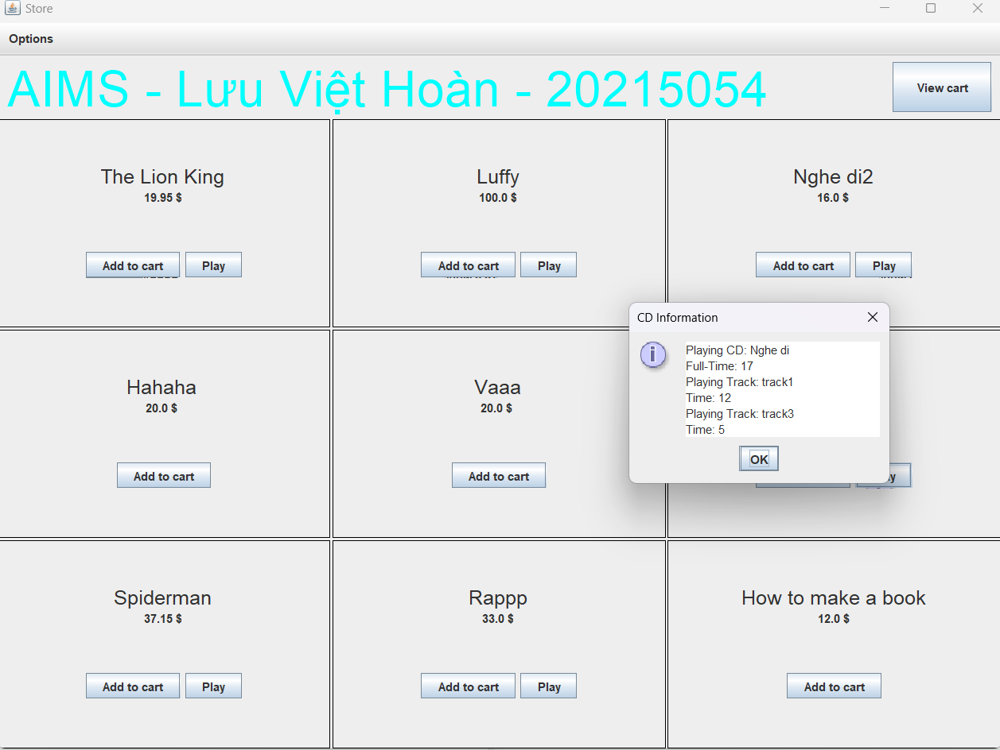 Store
Options
AIMS - Lưu Việt Hoàn - 20215054
View cart
The Lion King
19.95 $
Add to cart
Play
Luffy
100.0 $
Add to cart
Play
Nghe di2
16.0 $
Add to cart
Play
Hahaha
20.0 $
Add to cart
Vaaa
20.0 $
Add to cart
CD Information
Playing CD: Nghe di
Full-Time: 17
Playing Track: track1
Time: 12
Playing Track: track3
Time: 5
OK
Spiderman
37.15 $
Add to cart
Play
Rappp
33.0 $
Add to cart
Play
How to make a book
12.0 $
Add to cart